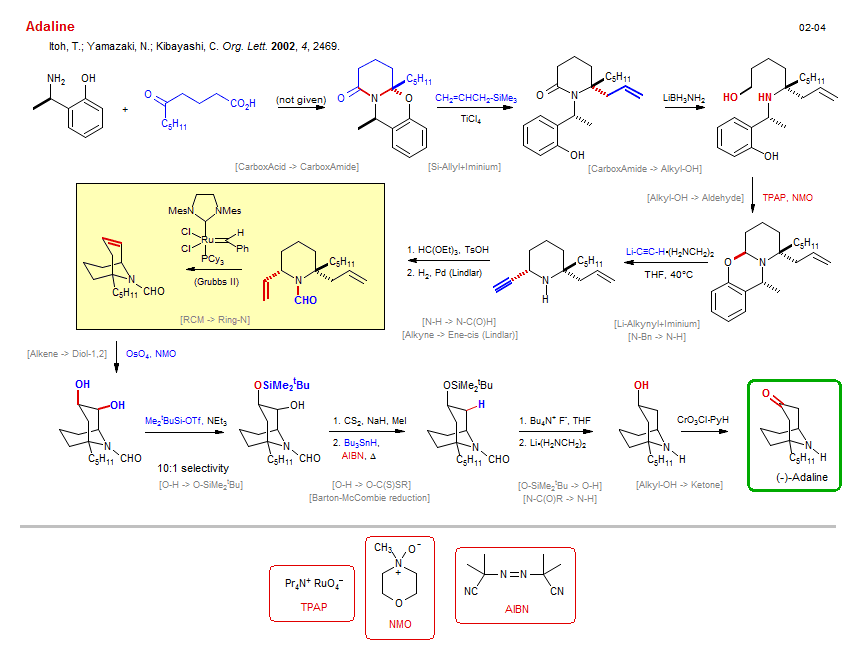 Adaline
02-04
Itoh, T.; Yamazaki, N.; Kibayashi, C. Org. Lett. 2002, 4, 2469.
NH2 OH
+
O
CO2H
C5H11
(not given)
[CarboxAcid -> CarboxAmide]
O N O C5H11
CH2=CHCH2-SiMe3
TiCl4
[Si-Allyl+Iminium]
O N C5H11
OH
LiBH3NH2
[CarboxAmide -> Alkyl-OH]
HO HN C5H11
OH
[Alkyl-OH -> Aldehyde]
TPAP, NMO
O N C5H11
Li-C≡C-H•(H2NCH2)2
THF, 40°C
[Li-Alkynyl+Iminium]
[N-Bn -> N-H]
C5H11
N
H
1. HC(OEt)3, TsOH
2. H2, Pd (Lindlar)
[N-H -> N-C(O)H]
[Alkyne -> Ene-cis (Lindlar)]
C5H11
N
CHO
MesN NMes
Cl H
Ru
Cl Ph
PCy3
(Grubbs II)
[RCM -> Ring-N]
N
C5H11 CHO
[Alkene -> Diol-1,2]
OsO4, NMO
OH
OH
N
C5H11 CHO
Me2tBuSi-OTf, NEt3
10:1 selectivity
[O-H -> O-SiMe2tBu]
OSiMe2tBu
OH
N
C5H11 CHO
1. CS2, NaH, MeI
2. Bu3SnH,
AIBN, Δ
[O-H -> O-C(S)SR]
[Barton-McCombie reduction]
OSiMe2tBu
H
N
C5H11 CHO
1. Bu4N+ F-, THF
2. Li•(H2NCH2)2
[O-SiMe2tBu -> O-H]
[N-C(O)R -> N-H]
OH
N
C5H11 H
CrO3Cl-PyH
[Alkyl-OH -> Ketone]
O
N
C5H11 H
(-)-Adaline
Pr4N+ RuO4-
TPAP
CH3 O-
N
+
O
NMO
N=N
NC CN
AIBN